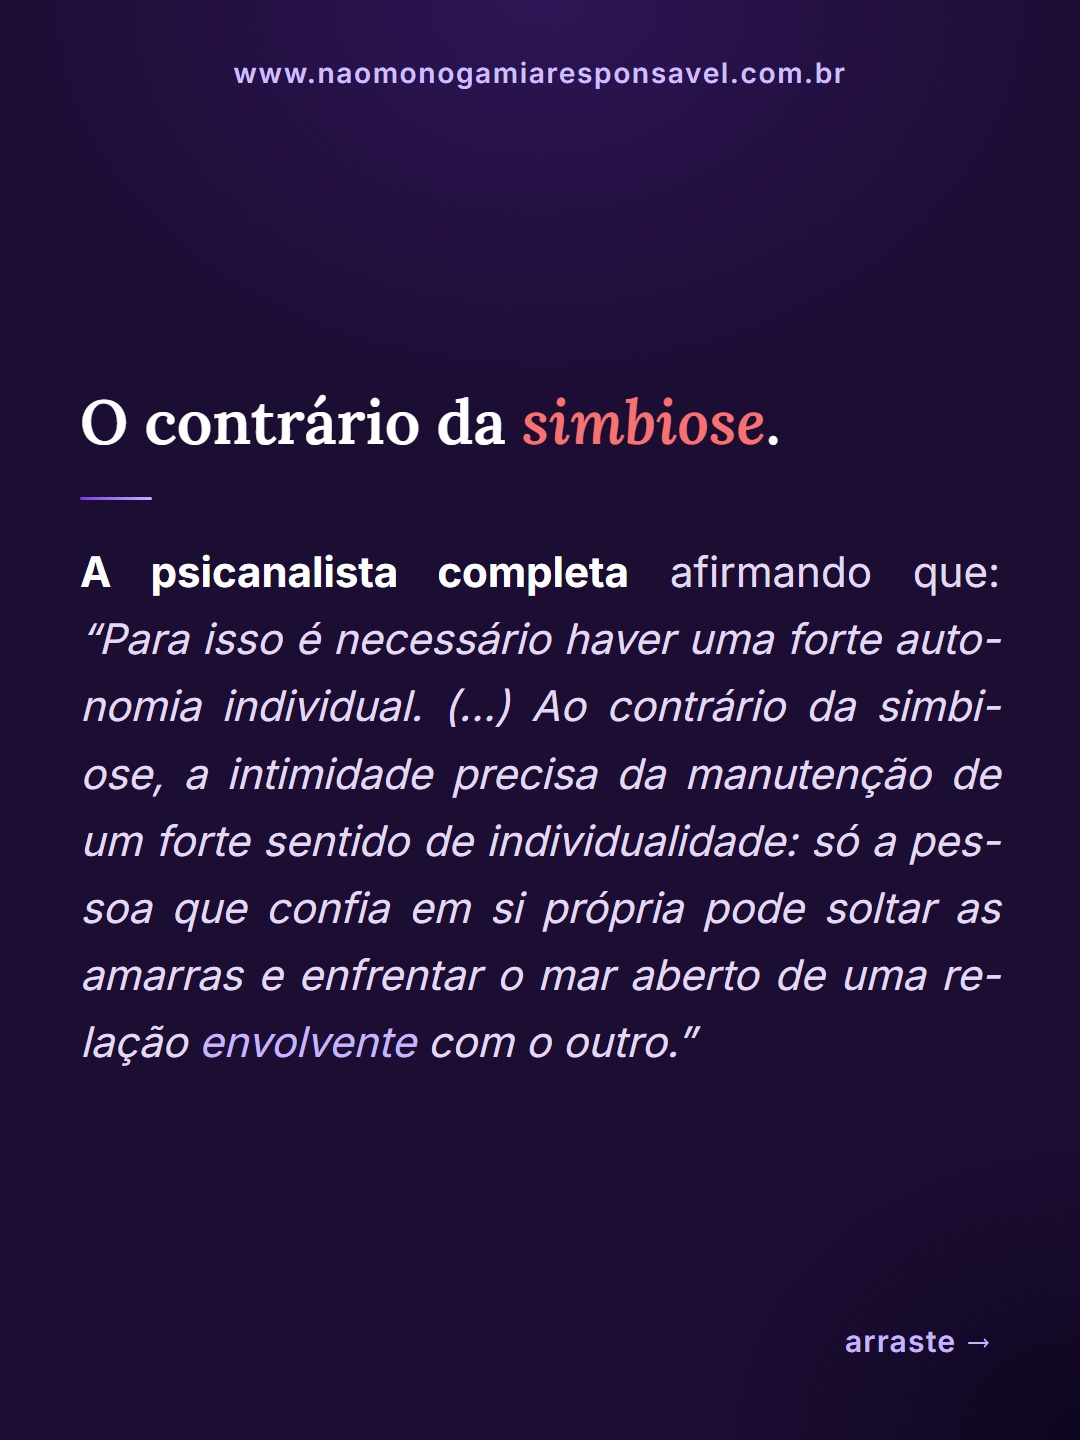 www.naomonogamiaresponsavel.com.br
O contrário da simbiose.
A psicanalista completa afirmando que:
“Para isso é necessário haver uma forte auto-
nomia individual. (...) Ao contrário da simbi-
ose, a intimidade precisa da manutenção de
um forte sentido de individualidade: só a pes-
soa que confia em si própria pode soltar as
amarras e enfrentar o mar aberto de uma re-
lação envolvente com o outro.”
arraste →